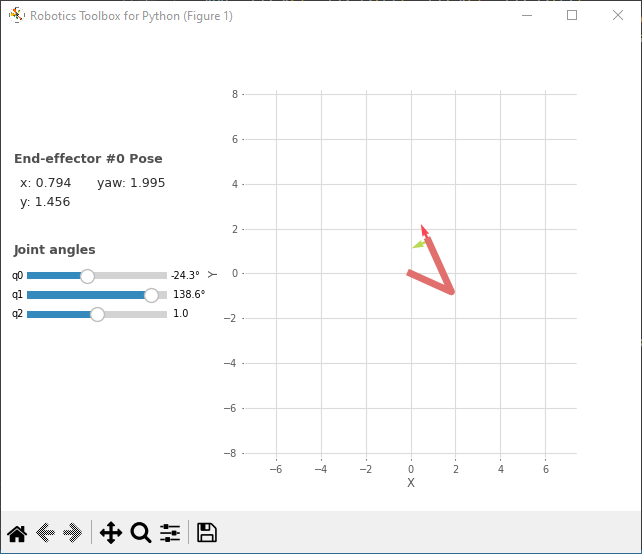 Robotics Toolbox for Python (Figure 1)
End-effector #0 Pose
x: 0.794 yaw: 1.995
y: 1.456
Joint angles
q0 -24.3°
q1 138.6°
q2 1.0
8
6
4
2
0
−2
−4
−6
−8
Y
−6 −4 −2 0 2 4 6
X